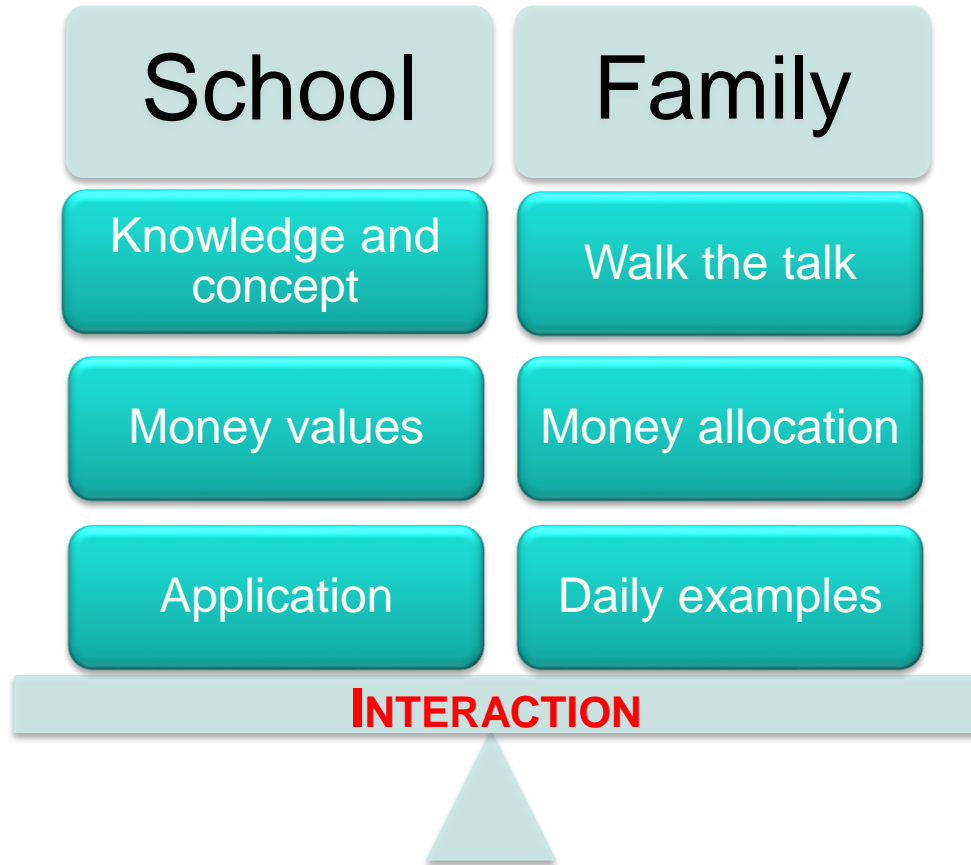 School
Family
Knowledge and
concept
Walk the talk
Money values
Money allocation
Application
Daily examples
INTERACTION